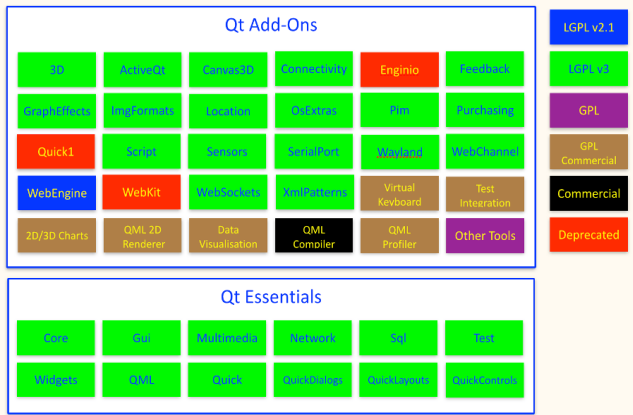 Qt Add-Ons
3D ActiveQt Canvas3D Connectivity Enginio Feedback
GraphEffects ImgFormats Location OsExtras Pim Purchasing
Quick1 Script Sensors SerialPort Wayland WebChannel
WebEngine WebKit WebSockets XmlPatterns Virtual Keyboard Test Integration
2D/3D Charts QML 2D Renderer Data Visualisation QML Compiler QML Profiler Other Tools
LGPL v2.1
LGPL v3
GPL
GPL
Commercial
Commercial
Deprecated
Qt Essentials
Core Gui Multimedia Network Sql Test
Widgets QML Quick QuickDialogs QuickLayouts QuickControls